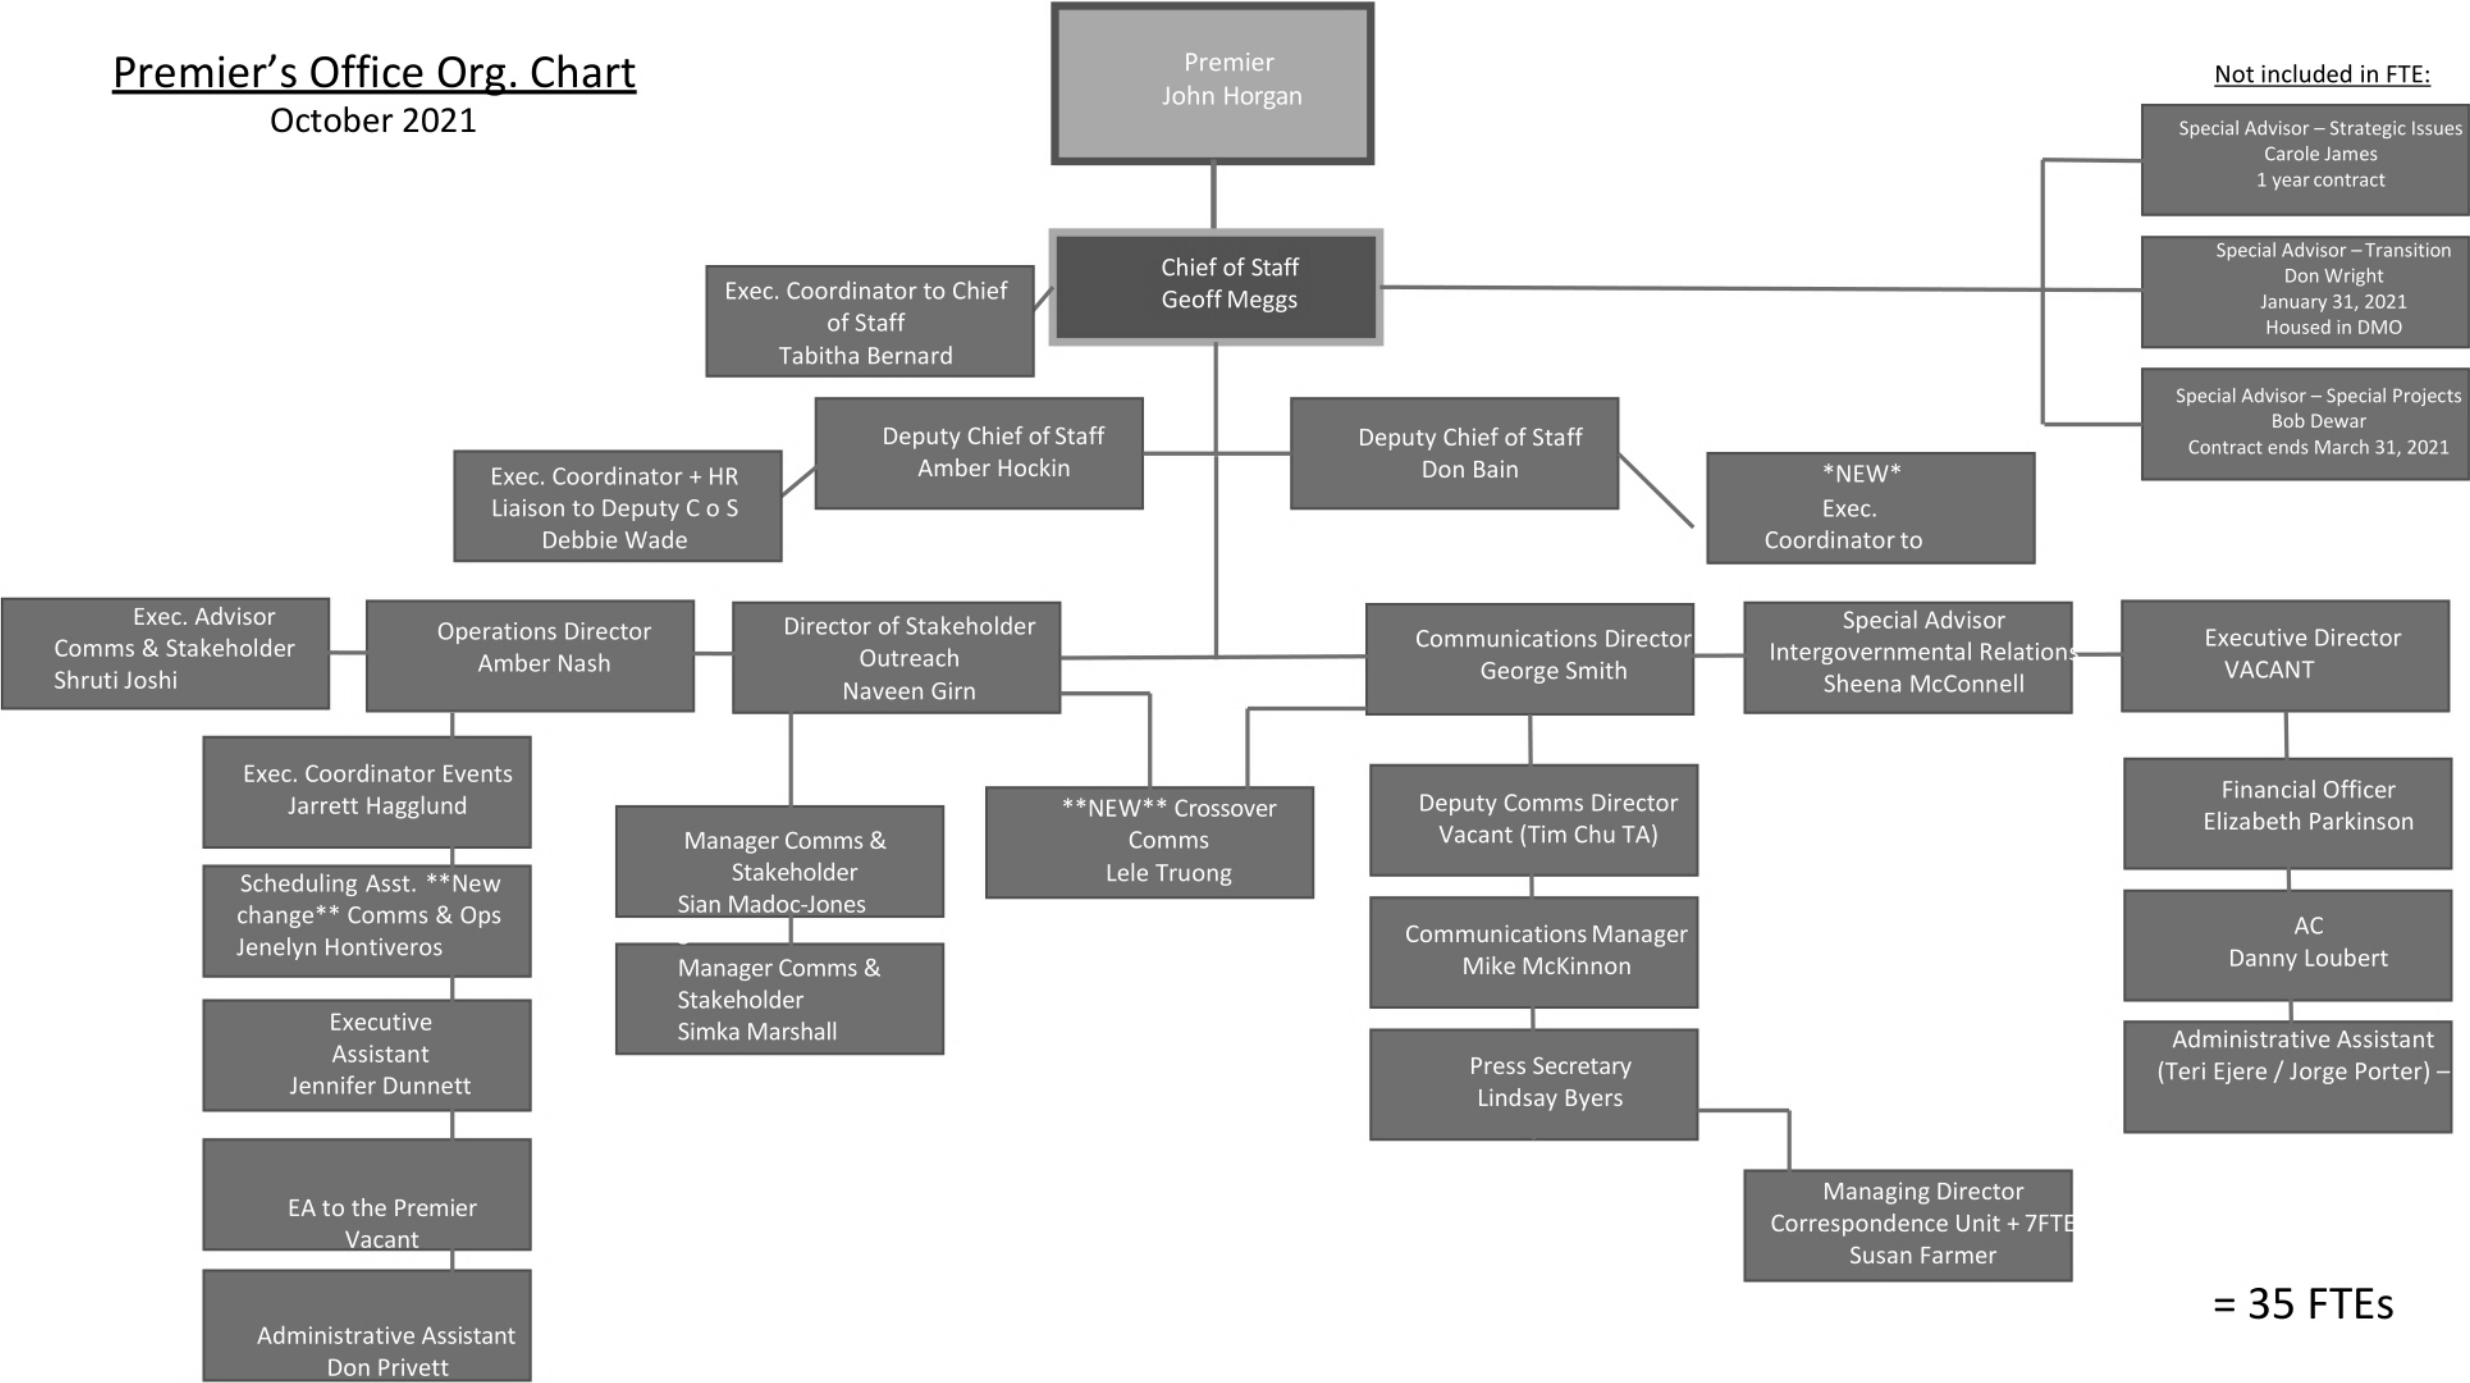 Premier’s Office Org. Chart
October 2021
Premier
John Horgan
Not included in FTE:
Special Advisor – Strategic Issues
Carole James
1 year contract
Special Advisor – Transition
Don Wright
January 31, 2021
Housed in DMO
Special Advisor – Special Projects
Bob Dewar
Contract ends March 31, 2021
Chief of Staff
Geoff Meggs
Exec. Coordinator to Chief
of Staff
Tabitha Bernard
Deputy Chief of Staff
Amber Hockin
Deputy Chief of Staff
Don Bain
Exec. Coordinator + HR
Liaison to Deputy C o S
Debbie Wade
*NEW*
Exec.
Coordinator to
Exec. Advisor
Comms & Stakeholder
Shruti Joshi
Operations Director
Amber Nash
Director of Stakeholder
Outreach
Naveen Girn
Communications Director
George Smith
Special Advisor
Intergovernmental Relations
Sheena McConnell
Executive Director
VACANT
Exec. Coordinator Events
Jarrett Hagglund
Scheduling Asst. **New
change** Comms & Ops
Jenelyn Hontiveros
Executive
Assistant
Jennifer Dunnett
EA to the Premier
Vacant
Administrative Assistant
Don Privett
Manager Comms &
Stakeholder
Sian Madoc-Jones
Manager Comms &
Stakeholder
Simka Marshall
**NEW** Crossover
Comms
Lele Truong
Deputy Comms Director
Vacant (Tim Chu TA)
Communications Manager
Mike McKinnon
Press Secretary
Lindsay Byers
Managing Director
Correspondence Unit + 7FTE
Susan Farmer
Financial Officer
Elizabeth Parkinson
AC
Danny Loubert
Administrative Assistant
(Teri Ejere / Jorge Porter) –
= 35 FTEs